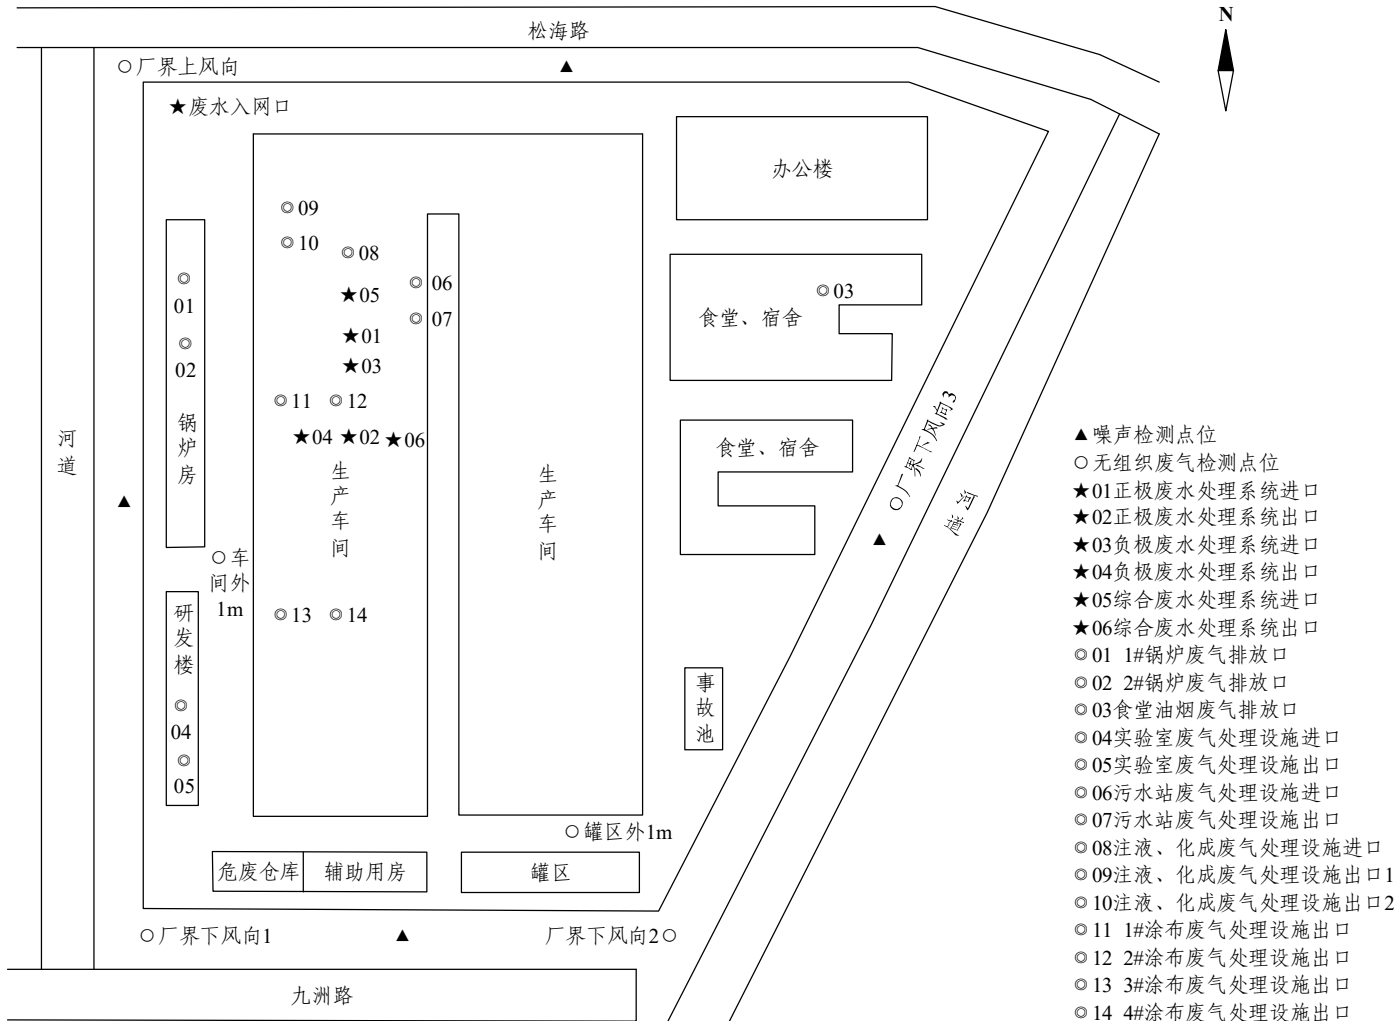 松海路
N
○厂界上风向
▲
★废水入网口
办公楼
◎09
◎10
◎08
◎06
★05
◎07
★01
★03
◎
01
◎
02
锅炉房
◎03
食堂、宿舍
◎11
◎12
★04
★02
★06
河道
▲
生产车间
生产车间
食堂、宿舍
○厂界下风向3
▲
河道
○车
间外
1m
◎13
◎14
研发楼
◎
04
◎
05
事故池
○罐区外1m
危废仓库
辅助用房
罐区
○厂界下风向1
▲
厂界下风向2○
九洲路
▲噪声检测点位
○无组织废气检测点位
★01正极废水处理系统进口
★02正极废水处理系统出口
★03负极废水处理系统进口
★04负极废水处理系统出口
★05综合废水处理系统进口
★06综合废水处理系统出口
◎01 1#锅炉废气排放口
◎02 2#锅炉废气排放口
◎03食堂油烟废气排放口
◎04实验室废气处理设施进口
◎05实验室废气处理设施出口
◎06污水站废气处理设施进口
◎07污水站废气处理设施出口
◎08注液、化成废气处理设施进口
◎09注液、化成废气处理设施出口1
◎10注液、化成废气处理设施出口2
◎11 1#涂布废气处理设施出口
◎12 2#涂布废气处理设施出口
◎13 3#涂布废气处理设施出口
◎14 4#涂布废气处理设施出口